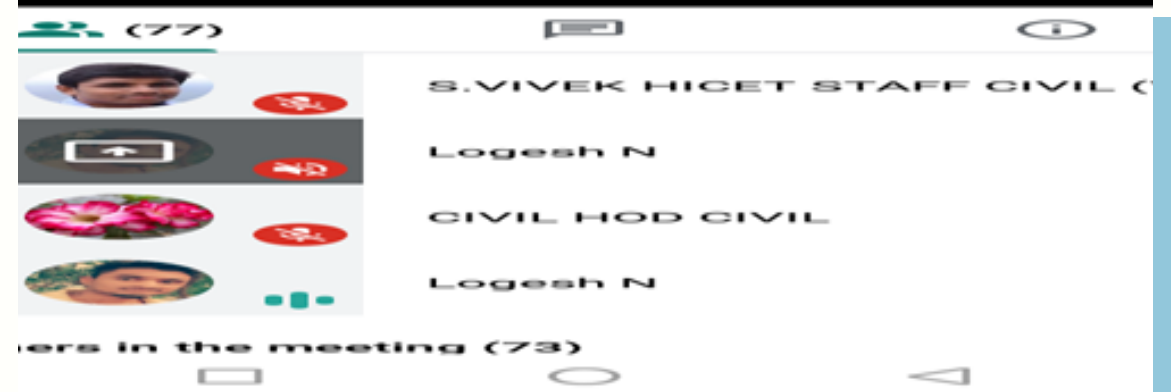 (77)
S.VIVEK HICET STAFF CIVIL (
Logesh N
CIVIL HOD CIVIL
Logesh N
ers in the meeting (73)